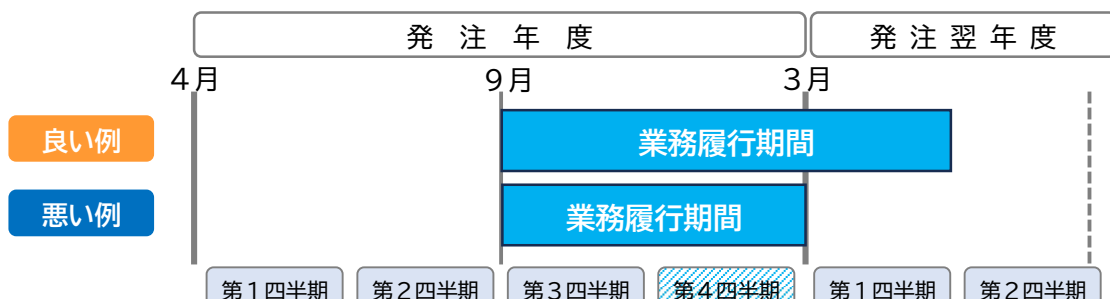 発注年度 発注翌年度
4月 9月 3月
良い例 業務履行期間
悪い例 業務履行期間
第1四半期 第2四半期 第3四半期 第4四半期 第1四半期 第2四半期